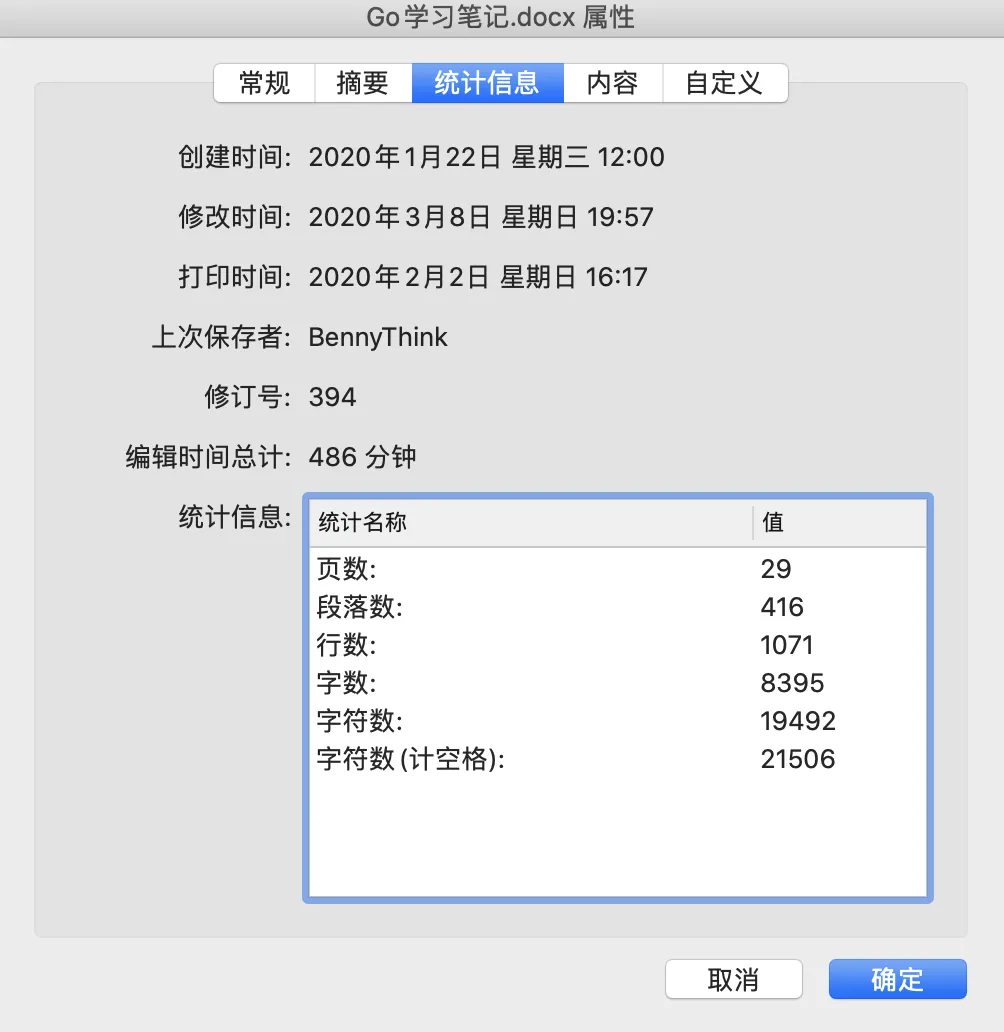 Go学习笔记.docx 属性
常规 摘要 统计信息 内容 自定义
创建时间: 2020年1月22日 星期三 12:00
修改时间: 2020年3月8日 星期日 19:57
打印时间: 2020年2月2日 星期日 16:17
上次保存者: BennyThink
修订号: 394
编辑时间总计: 486 分钟
统计信息:
统计名称 值
页数: 29
段落数: 416
行数: 1071
字数: 8395
字符数: 19492
字符数(计空格): 21506
取消 确定